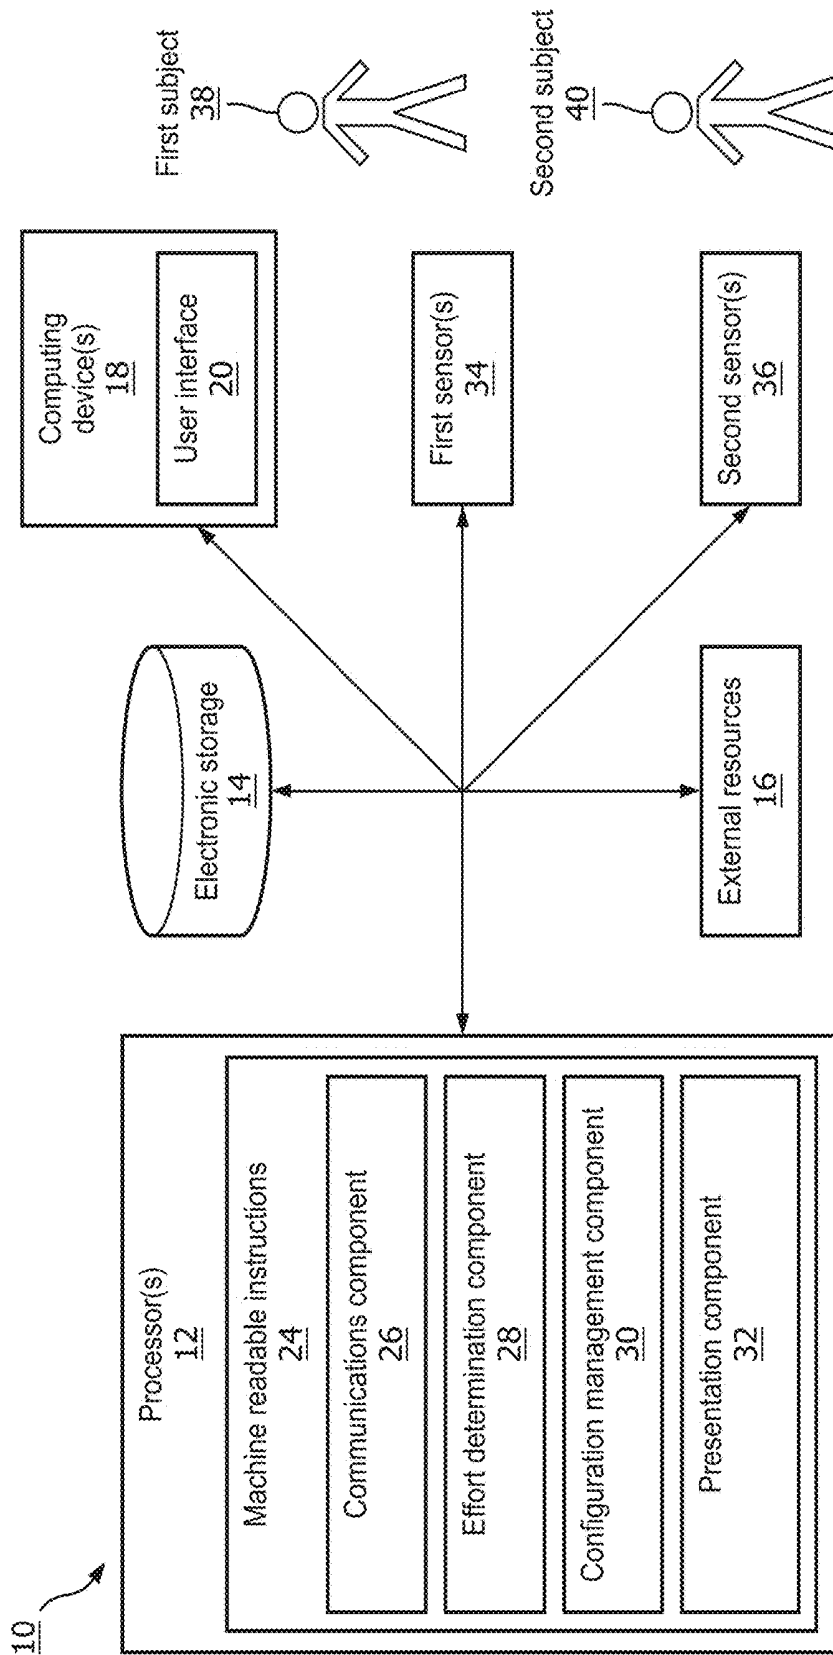 10
Processor(s)
12
Machine readable instructions
24
Communications component
26
Effort determination component
28
Configuration management component
30
Presentation component
32
Electronic storage
14
External resources
16
Computing
device(s)
18
User interface
20
First sensor(s)
34
Second sensor(s)
36
First subject
38
Second subject
40